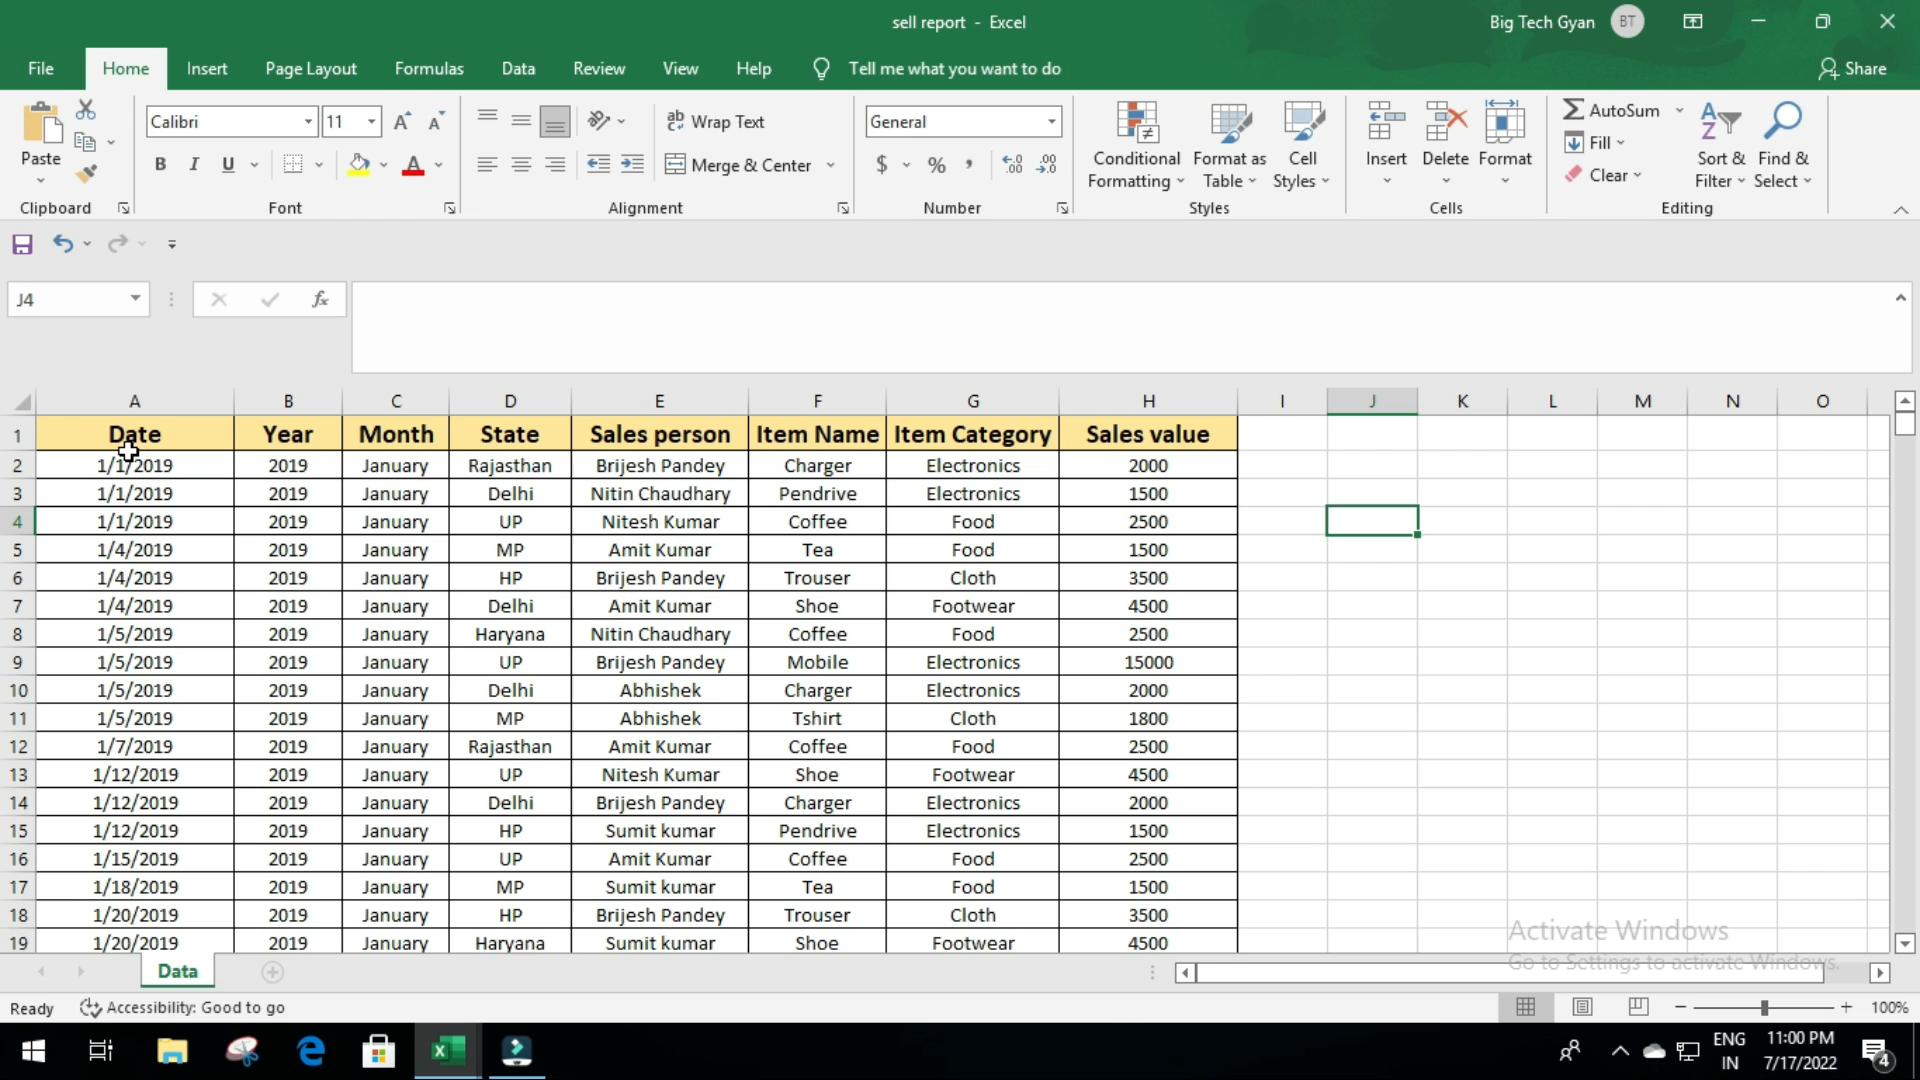 sell report - Excel
Big Tech Gyan BT
File Home Insert Page Layout Formulas Data Review View Help Tell me what you want to do Share
Paste
Clipboard
Calibri 11
B I U A
Font
Wrap Text
Merge & Center
Alignment
General
$ % ,
Number
Conditional Formatting
Format as Table
Cell Styles
Styles
Insert Delete Format
Cells
AutoSum
Fill
Clear
Sort & Filter
Find & Select
Editing
J4 fx
A B C D E F G H I J K L M N O
1 Date Year Month State Sales person Item Name Item Category Sales value
2 1/1/2019 2019 January Rajasthan Brijesh Pandey Charger Electronics 2000
3 1/1/2019 2019 January Delhi Nitin Chaudhary Pendrive Electronics 1500
4 1/1/2019 2019 January UP Nitesh Kumar Coffee Food 2500
5 1/4/2019 2019 January MP Amit Kumar Tea Food 1500
6 1/4/2019 2019 January HP Brijesh Pandey Trouser Cloth 3500
7 1/4/2019 2019 January Delhi Amit Kumar Shoe Footwear 4500
8 1/5/2019 2019 January Haryana Nitin Chaudhary Coffee Food 2500
9 1/5/2019 2019 January UP Brijesh Pandey Mobile Electronics 15000
10 1/5/2019 2019 January Delhi Abhishek Charger Electronics 2000
11 1/5/2019 2019 January MP Abhishek Tshirt Cloth 1800
12 1/7/2019 2019 January Rajasthan Amit Kumar Coffee Food 2500
13 1/12/2019 2019 January UP Nitesh Kumar Shoe Footwear 4500
14 1/12/2019 2019 January Delhi Brijesh Pandey Charger Electronics 2000
15 1/12/2019 2019 January HP Sumit kumar Pendrive Electronics 1500
16 1/15/2019 2019 January UP Amit Kumar Coffee Food 2500
17 1/18/2019 2019 January MP Sumit kumar Tea Food 1500
18 1/20/2019 2019 January HP Brijesh Pandey Trouser Cloth 3500
19 1/20/2019 2019 January Haryana Sumit kumar Shoe Footwear 4500
Activate Windows
Go to Settings to activate Windows.
Data
Ready Accessibility: Good to go 100%
ENG 11:00 PM
IN 7/17/2022 4